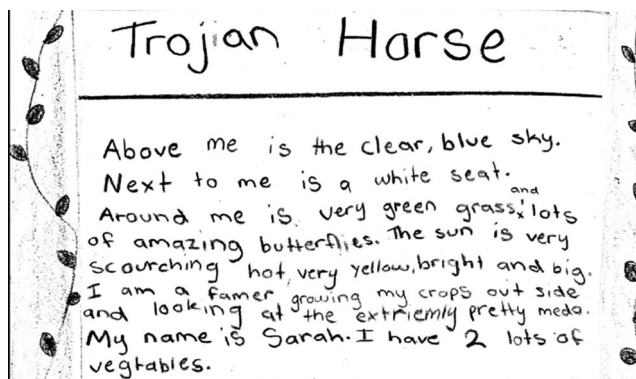 Trojan Horse
Above me is the clear, blue sky.
Next to me is a white seat.
Around me is very green grass, and lots
of amazing butterflies. The sun is very
scourching hot, very yellow, bright and big.
I am a famer growing my crops out side
and looking at the extriemly pretty medo.
My name is Sarah. I have 2 lots of
vegtables.